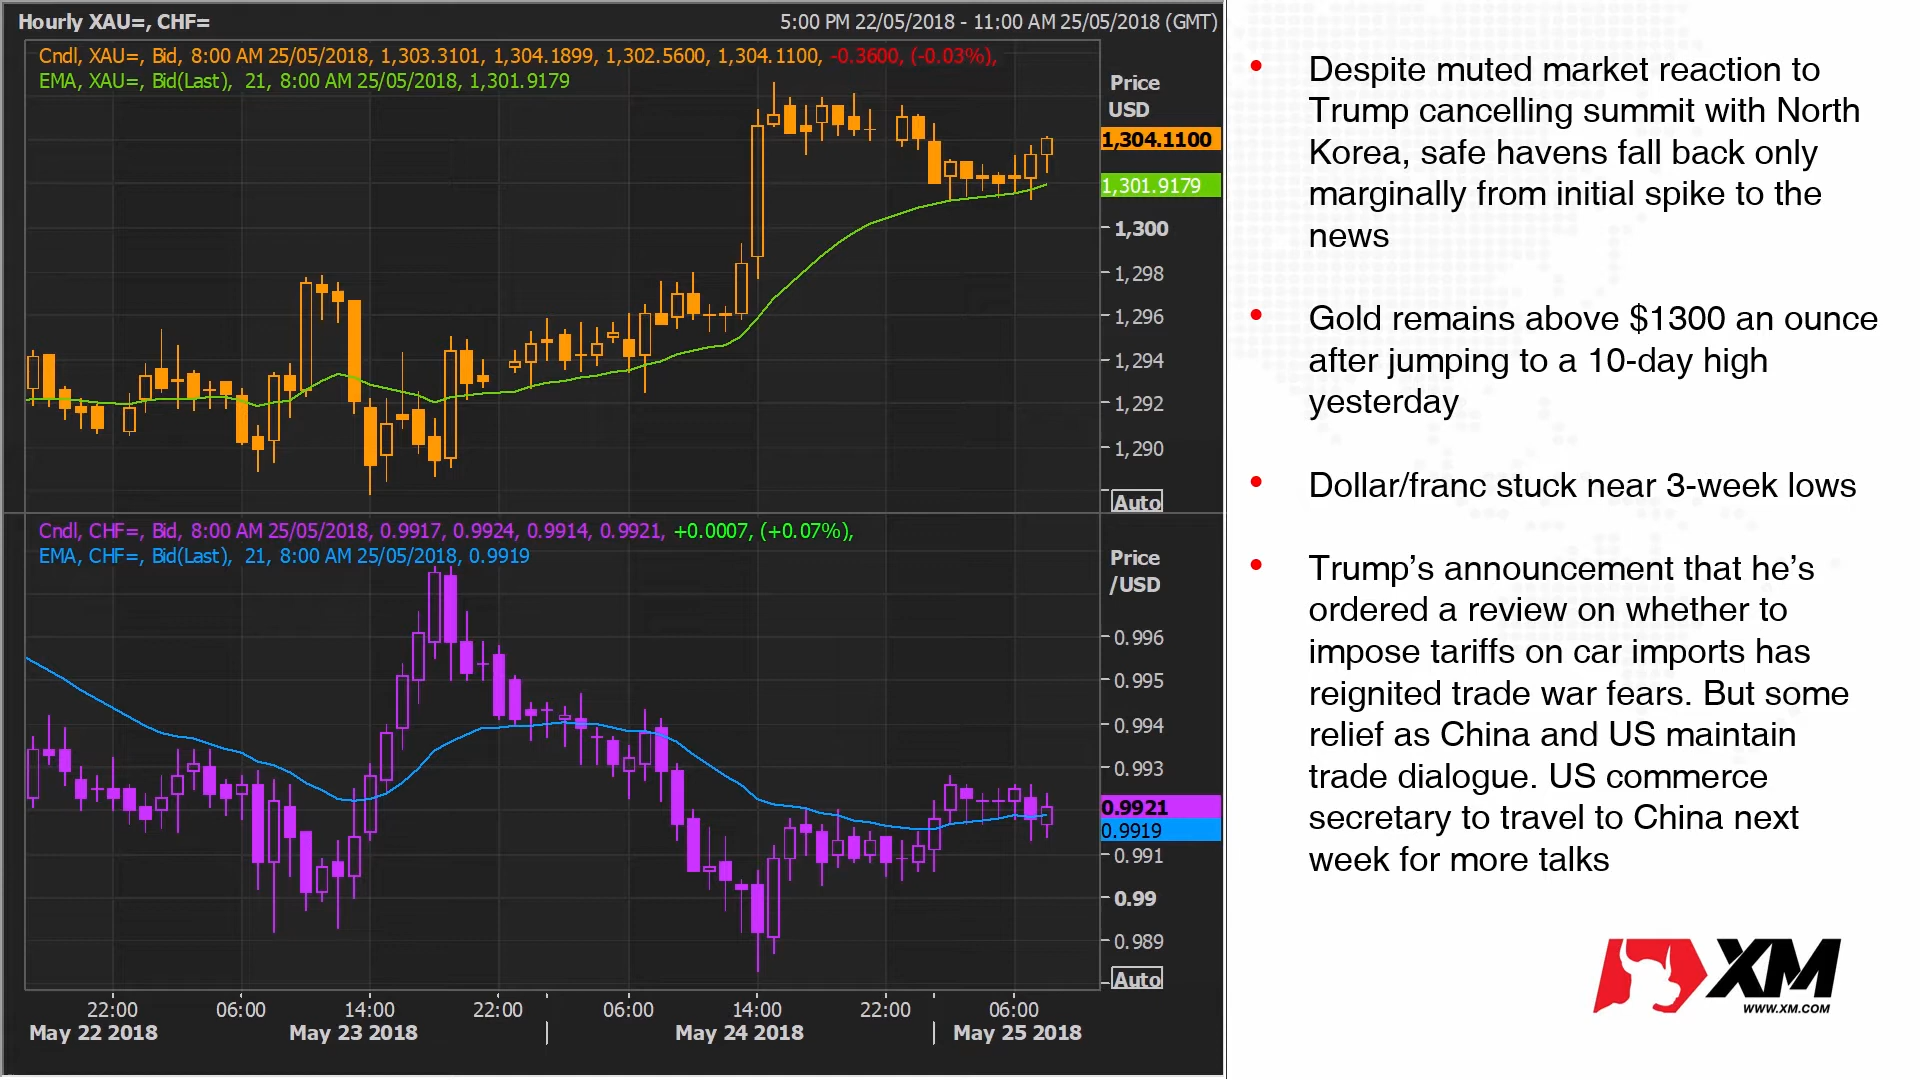 Hourly XAU=, CHF=
5:00 PM 22/05/2018 - 11:00 AM 25/05/2018 (GMT)
Cndl, XAU=, Bid, 8:00 AM 25/05/2018, 1,303.3101, 1,304.1899, 1,302.5600, 1,304.1100, -0.3600, (-0.03%),
EMA, XAU=, Bid(Last), 21, 8:00 AM 25/05/2018, 1,301.9179
Price
USD
1,304.1100
1,301.9179
1,300
1,298
1,296
1,294
1,292
1,290
Auto
Cndl, CHF=, Bid, 8:00 AM 25/05/2018, 0.9917, 0.9924, 0.9914, 0.9921, +0.0007, (+0.07%),
EMA, CHF=, Bid(Last), 21, 8:00 AM 25/05/2018, 0.9919
Price
/USD
0.996
0.995
0.994
0.993
0.9921
0.9919
0.991
0.99
0.989
Auto
22:00 06:00 14:00 22:00 06:00 14:00 22:00 06:00
May 22 2018 May 23 2018 May 24 2018 May 25 2018
• Despite muted market reaction to
Trump cancelling summit with North
Korea, safe havens fall back only
marginally from initial spike to the
news
• Gold remains above $1300 an ounce
after jumping to a 10-day high
yesterday
• Dollar/franc stuck near 3-week lows
• Trump’s announcement that he’s
ordered a review on whether to
impose tariffs on car imports has
reignited trade war fears. But some
relief as China and US maintain
trade dialogue. US commerce
secretary to travel to China next
week for more talks
XM
WWW.XM.COM